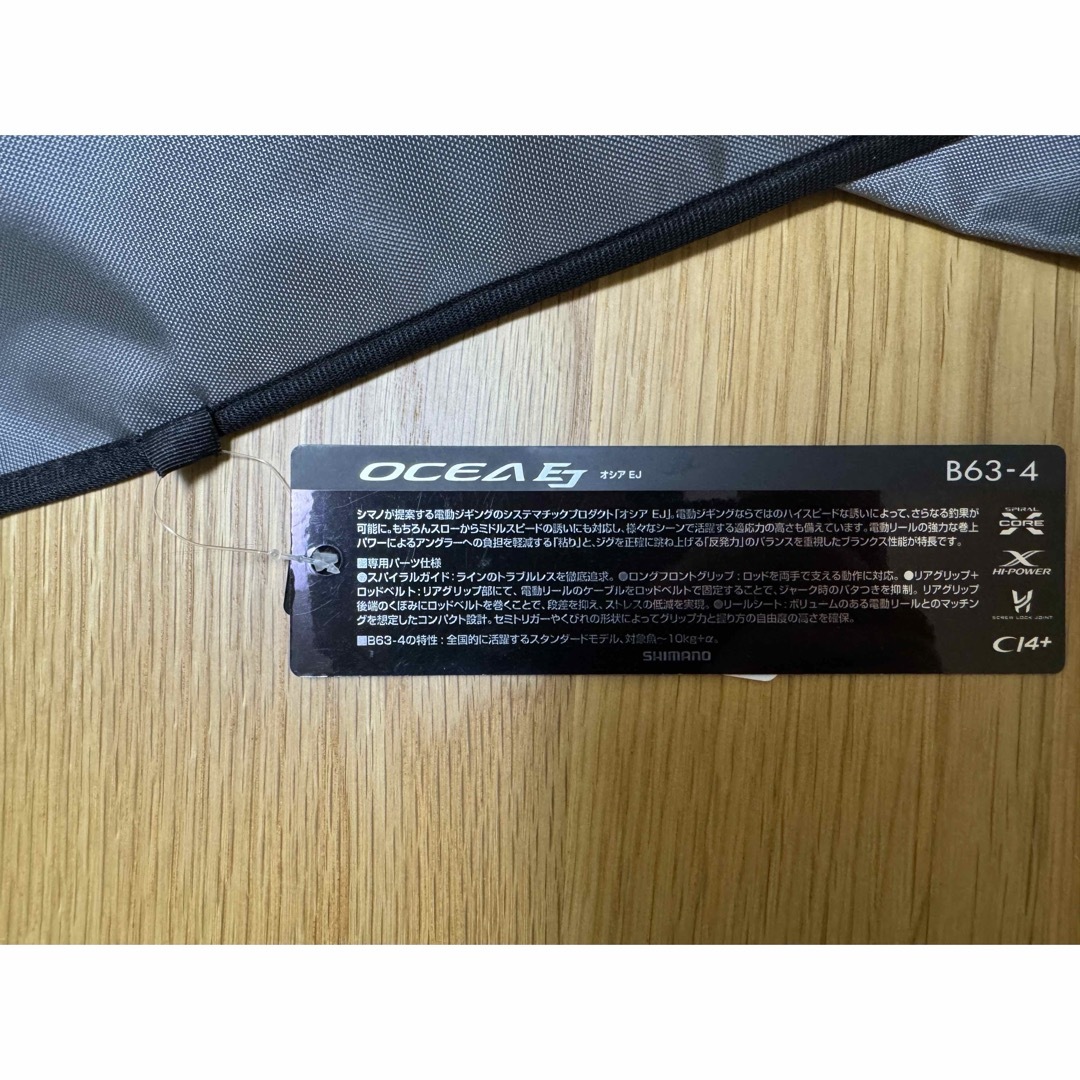 OCEA EJ オシア EJ
B63-4
シマノが提案する電動ジギングのシステマチックプロダクト「オシア EJ」。電動ジギングならではのハイスピードな誘いによって、さらなる釣果が
可能に。もちろんスローからミドルスピードの誘いにも対応し、様々なシーンで活躍する適応力の高さも備えています。電動リールの強力な巻上
パワーによるアングラーへの負担を軽減する「粘り」と、ジグを正確に跳ね上げる「反発力」のバランスを重視したブランクス性能が特長です。
■専用パーツ仕様
●スパイラルガイド:ラインのトラブルレスを徹底追求。●ロングフロントグリップ:ロッドを両手で支える動作に対応。●リアグリップ+
ロッドベルト:リアグリップ部にて、電動リールのケーブルをロッドベルトで固定することで、ジャーク時のバタつきを抑制。リアグリップ
後端のくぼみにロッドベルトを巻くことで、段差を抑え、ストレスの低減を実現。●リールシート:ボリュームのある電動リールとのマッチン
グを想定したコンパクト設計。セミトリガーやくびれの形状によってグリップ力と握り方の自由度の高さを確保。
■B63-4の特性:全国的に活躍するスタンダードモデル。対象魚~10kg+α。
SHIMANO
SPIRAL
X
CORE
X
HI-POWER
SCREW LOCK JOINT
CI4+